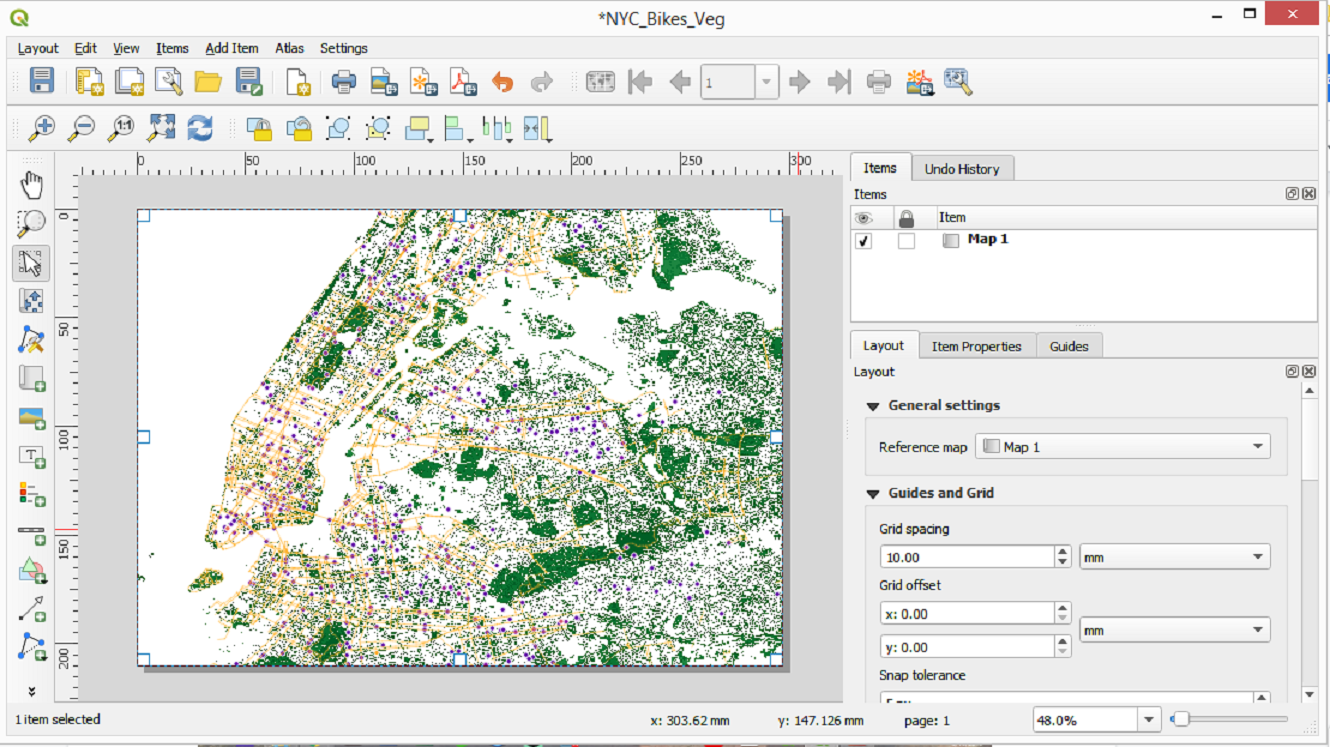 *NYC_Bikes_Veg
Layout Edit View Items Add Item Atlas Settings
1
1:1
0 50 100 150 200 250 300
0
50
100
150
200
Items Undo History
Items
Item
Map 1
Layout Item Properties Guides
Layout
General settings
Reference map Map 1
Guides and Grid
Grid spacing
10.00 mm
Grid offset
x: 0.00
mm
y: 0.00
Snap tolerance
1 item selected x: 303.62 mm y: 147.126 mm page: 1 48.0%